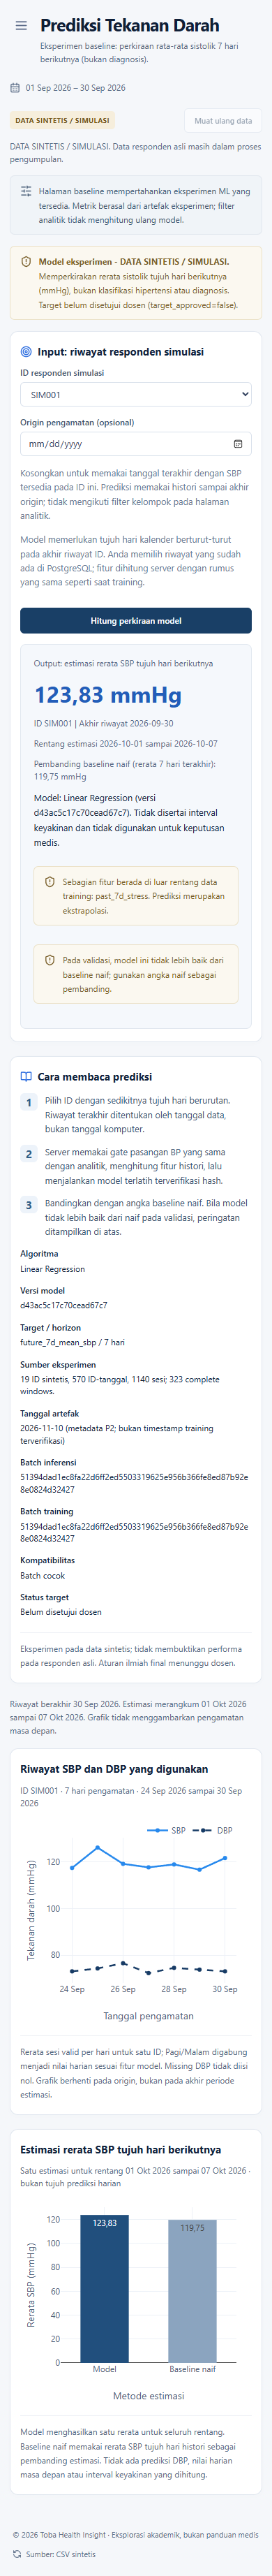 Prediksi Tekanan Darah
Eksperimen baseline: perkiraan rata-rata sistolik 7 hari
berikutnya (bukan diagnosis).
01 Sep 2026 – 30 Sep 2026
DATA SINTETIS / SIMULASI
Muat ulang data
DATA SINTETIS / SIMULASI. Data responden asli masih dalam proses
pengumpulan.
Halaman baseline mempertahankan eksperimen ML yang
tersedia. Metrik berasal dari artefak eksperimen; filter
analitik tidak menghitung ulang model.
Model eksperimen - DATA SINTETIS / SIMULASI.
Memperkirakan rerata sistolik tujuh hari berikutnya
(mmHg), bukan klasifikasi hipertensi atau diagnosis.
Target belum disetujui dosen (target_approved=false).
Input: riwayat responden simulasi
ID responden simulasi
SIM001
Origin pengamatan (opsional)
mm/dd/yyyy
Kosongkan untuk memakai tanggal terakhir dengan SBP
tersedia pada ID ini. Prediksi memakai histori sampai akhir
origin; tidak mengikuti filter kelompok pada halaman
analitik.
Model memerlukan tujuh hari kalender berturut-turut
pada akhir riwayat ID. Anda memilih riwayat yang sudah
ada di PostgreSQL; fitur dihitung server dengan rumus
yang sama seperti saat training.
Hitung perkiraan model
Output: estimasi rerata SBP tujuh hari berikutnya
123,83 mmHg
ID SIM001 | Akhir riwayat 2026-09-30
Rentang estimasi 2026-10-01 sampai 2026-10-07
Pembanding baseline naif (rerata 7 hari terakhir):
119,75 mmHg
Model: Linear Regression (versi
d43ac5c17c70cead67c7). Tidak disertai interval
keyakinan dan tidak digunakan untuk keputusan
medis.
Sebagian fitur berada di luar rentang data
training: past_7d_stress. Prediksi merupakan
ekstrapolasi.
Pada validasi, model ini tidak lebih baik dari
baseline naif; gunakan angka naif sebagai
pembanding.
Cara membaca prediksi
1
Pilih ID dengan sedikitnya tujuh hari berurutan.
Riwayat terakhir ditentukan oleh tanggal data,
bukan tanggal komputer.
2
Server memakai gate pasangan BP yang sama
dengan analitik, menghitung fitur histori, lalu
menjalankan model terlatih terverifikasi hash.
3
Bandingkan dengan angka baseline naif. Bila model
tidak lebih baik dari naif pada validasi, peringatan
ditampilkan di atas.
Algoritma
Linear Regression
Versi model
d43ac5c17c70cead67c7
Target / horizon
future_7d_mean_sbp / 7 hari
Sumber eksperimen
19 ID sintetis, 570 ID-tanggal, 1140 sesi; 323 complete
windows.
Tanggal artefak
2026-11-10 (metadata P2; bukan timestamp training
terverifikasi)
Batch inferensi
51394dad1ec8fa22d6ff2ed5503319625e956b366fe8ed87b92e
8e0824d32427
Batch training
51394dad1ec8fa22d6ff2ed5503319625e956b366fe8ed87b92e
8e0824d32427
Kompatibilitas
Batch cocok
Status target
Belum disetujui dosen
Eksperimen pada data sintetis; tidak membuktikan performa
pada responden asli. Aturan ilmiah final menunggu dosen.
Riwayat berakhir 30 Sep 2026. Estimasi merangkum 01 Okt 2026
sampai 07 Okt 2026. Grafik tidak menggambarkan pengamatan
masa depan.
Riwayat SBP dan DBP yang digunakan
ID SIM001 · 7 hari pengamatan · 24 Sep 2026 sampai 30 Sep
2026
SBP DBP
Tekanan darah (mmHg)
120
100
80
24 Sep 26 Sep 28 Sep 30 Sep
Tanggal pengamatan
Rerata sesi valid per hari untuk satu ID; Pagi/Malam digabung
menjadi nilai harian sesuai fitur model. Missing DBP tidak diisi
nol. Grafik berhenti pada origin, bukan pada akhir periode
estimasi.
Estimasi rerata SBP tujuh hari berikutnya
Satu estimasi untuk rentang 01 Okt 2026 sampai 07 Okt 2026 ·
bukan tujuh prediksi harian
Rerata SBP (mmHg)
120
100
80
60
40
20
0
123,83
119,75
Model Baseline naif
Metode estimasi
Model menghasilkan satu rerata untuk seluruh rentang.
Baseline naif memakai rerata SBP tujuh hari histori sebagai
pembanding estimasi. Tidak ada prediksi DBP, nilai harian
masa depan atau interval keyakinan yang dihitung.
© 2026 Toba Health Insight · Eksplorasi akademik, bukan panduan medis
Sumber: CSV sintetis